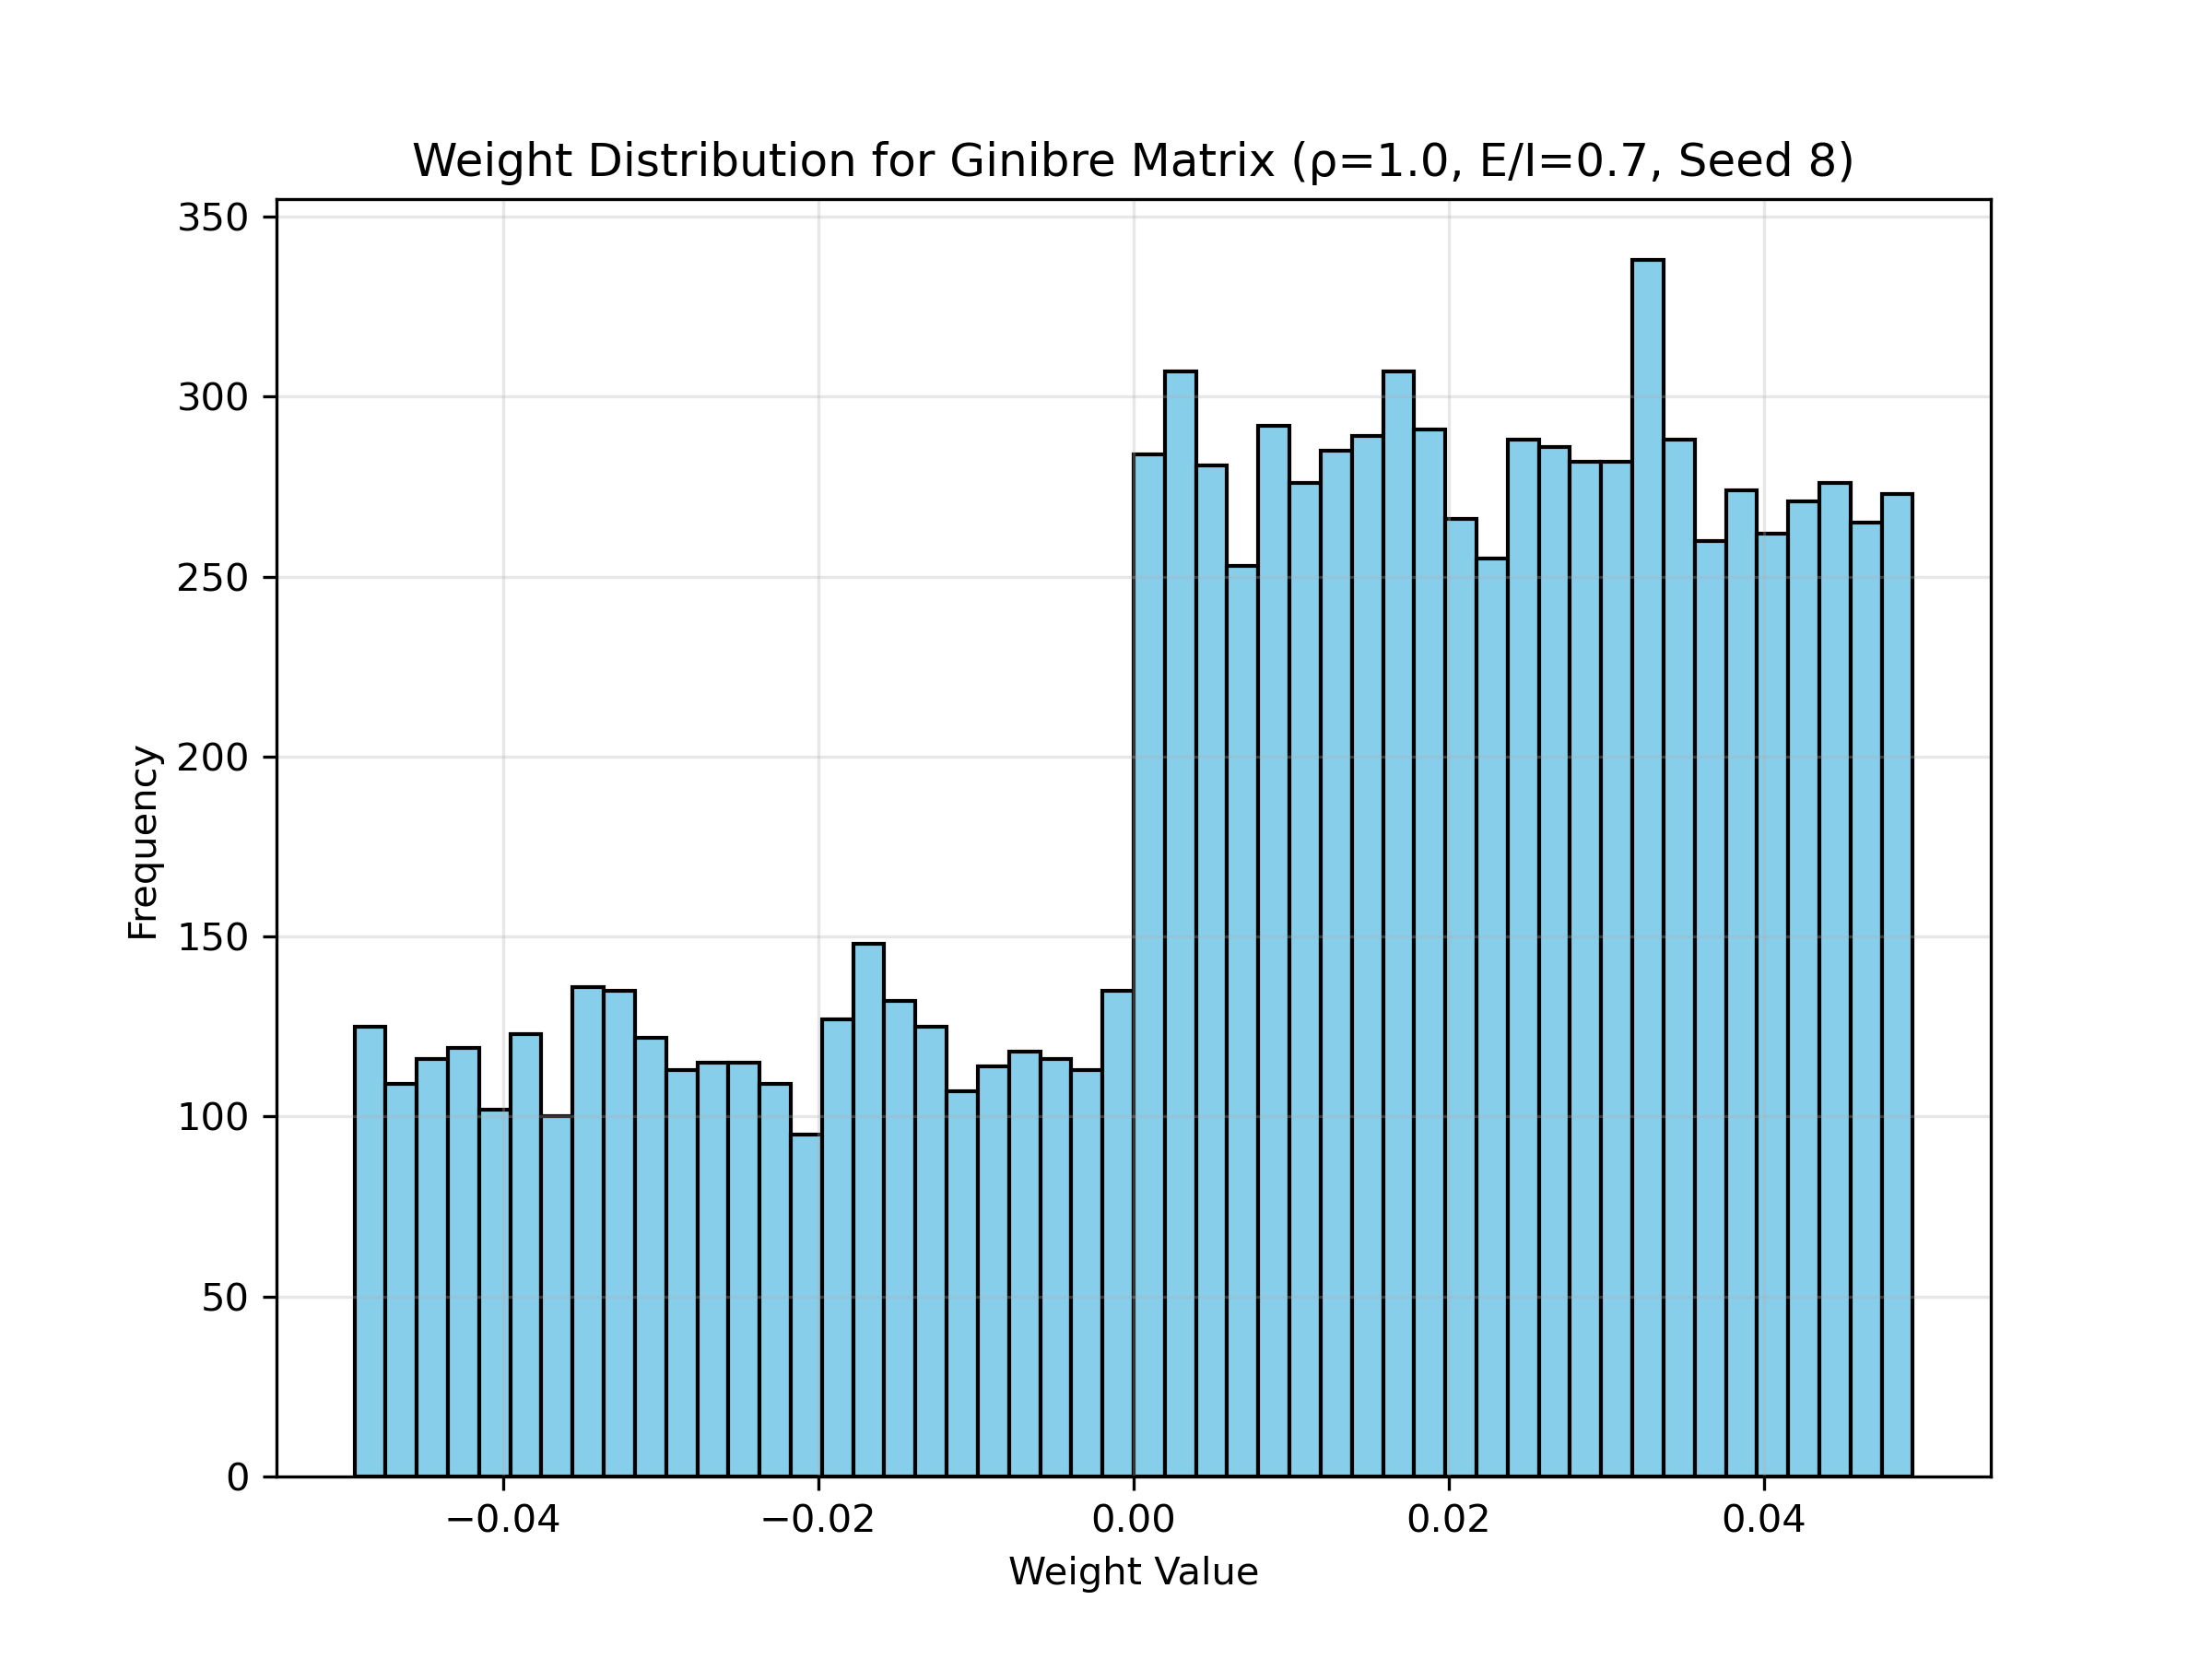 Weight Distribution for Ginibre Matrix (ρ=1.0, E/I=0.7, Seed 8)
350
300
250
200
150
100
50
0
Frequency
−0.04 −0.02 0.00 0.02 0.04
Weight Value